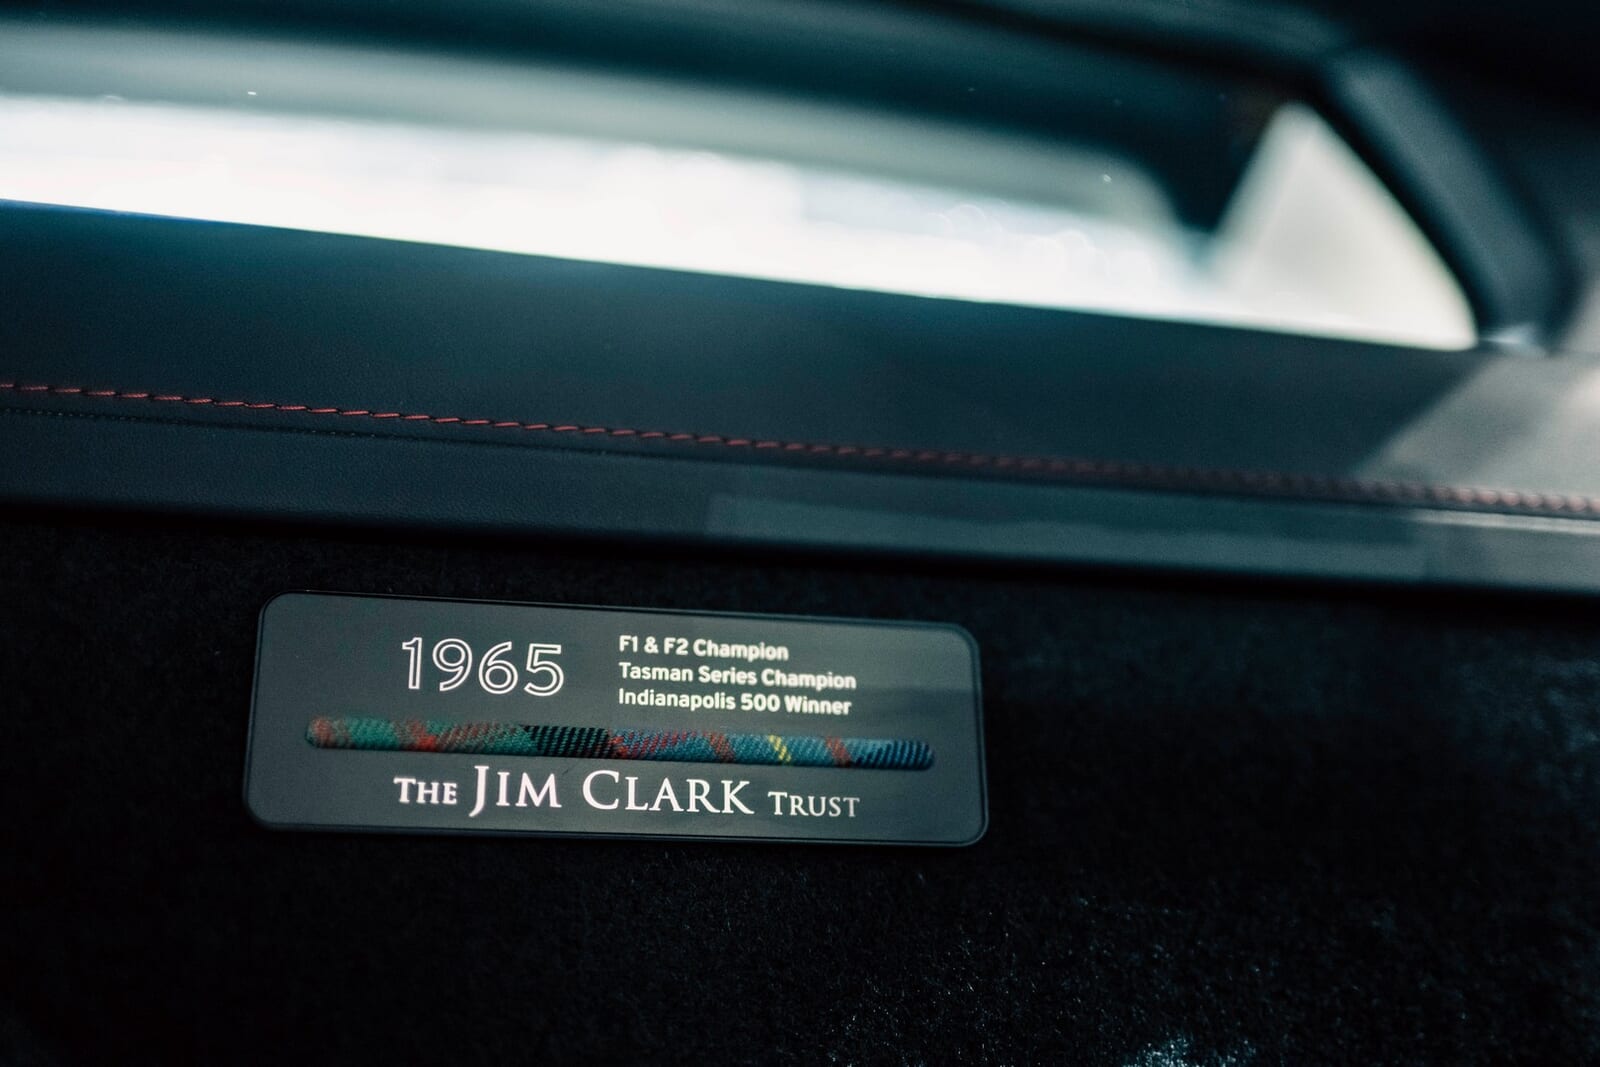 1965
F1 & F2 Champion
Tasman Series Champion
Indianapolis 500 Winner
THE JIM CLARK TRUST